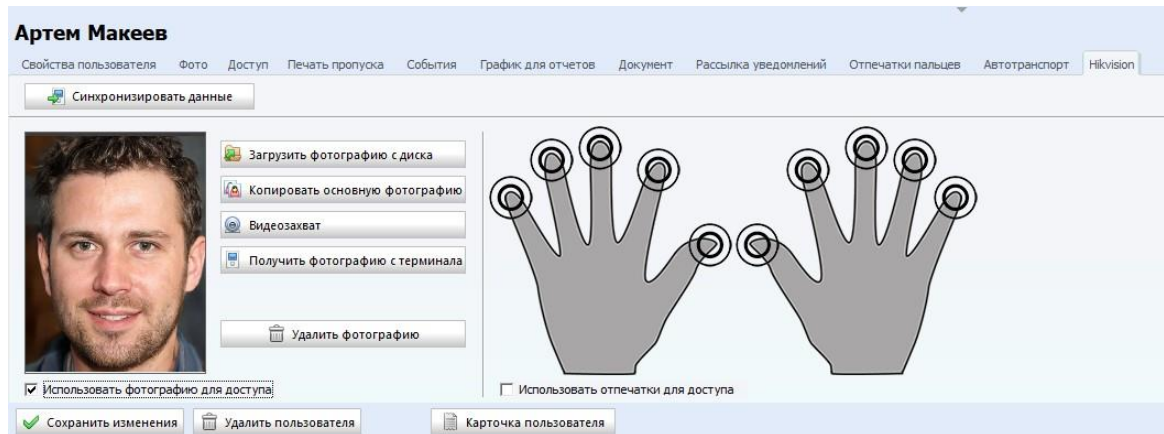 Артем Макеев
Свойства пользователя Фото Доступ Печать пропуска События График для отчетов Документ Рассылка уведомлений Отпечатки пальцев Автотранспорт Hikvision
Синхронизировать данные
Загрузить фотографию с диска
Копировать основную фотографию
Видеозахват
Получить фотографию с терминала
Удалить фотографию
Использовать фотографию для доступа Использовать отпечатки для доступа
Сохранить изменения Удалить пользователя Карточка пользователя